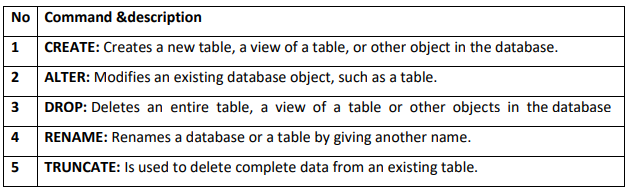 No Command &description
1 CREATE: Creates a new table, a view of a table, or other object in the database.
2 ALTER: Modifies an existing database object, such as a table.
3 DROP: Deletes an entire table, a view of a table or other objects in the database
4 RENAME: Renames a database or a table by giving another name.
5 TRUNCATE: Is used to delete complete data from an existing table.